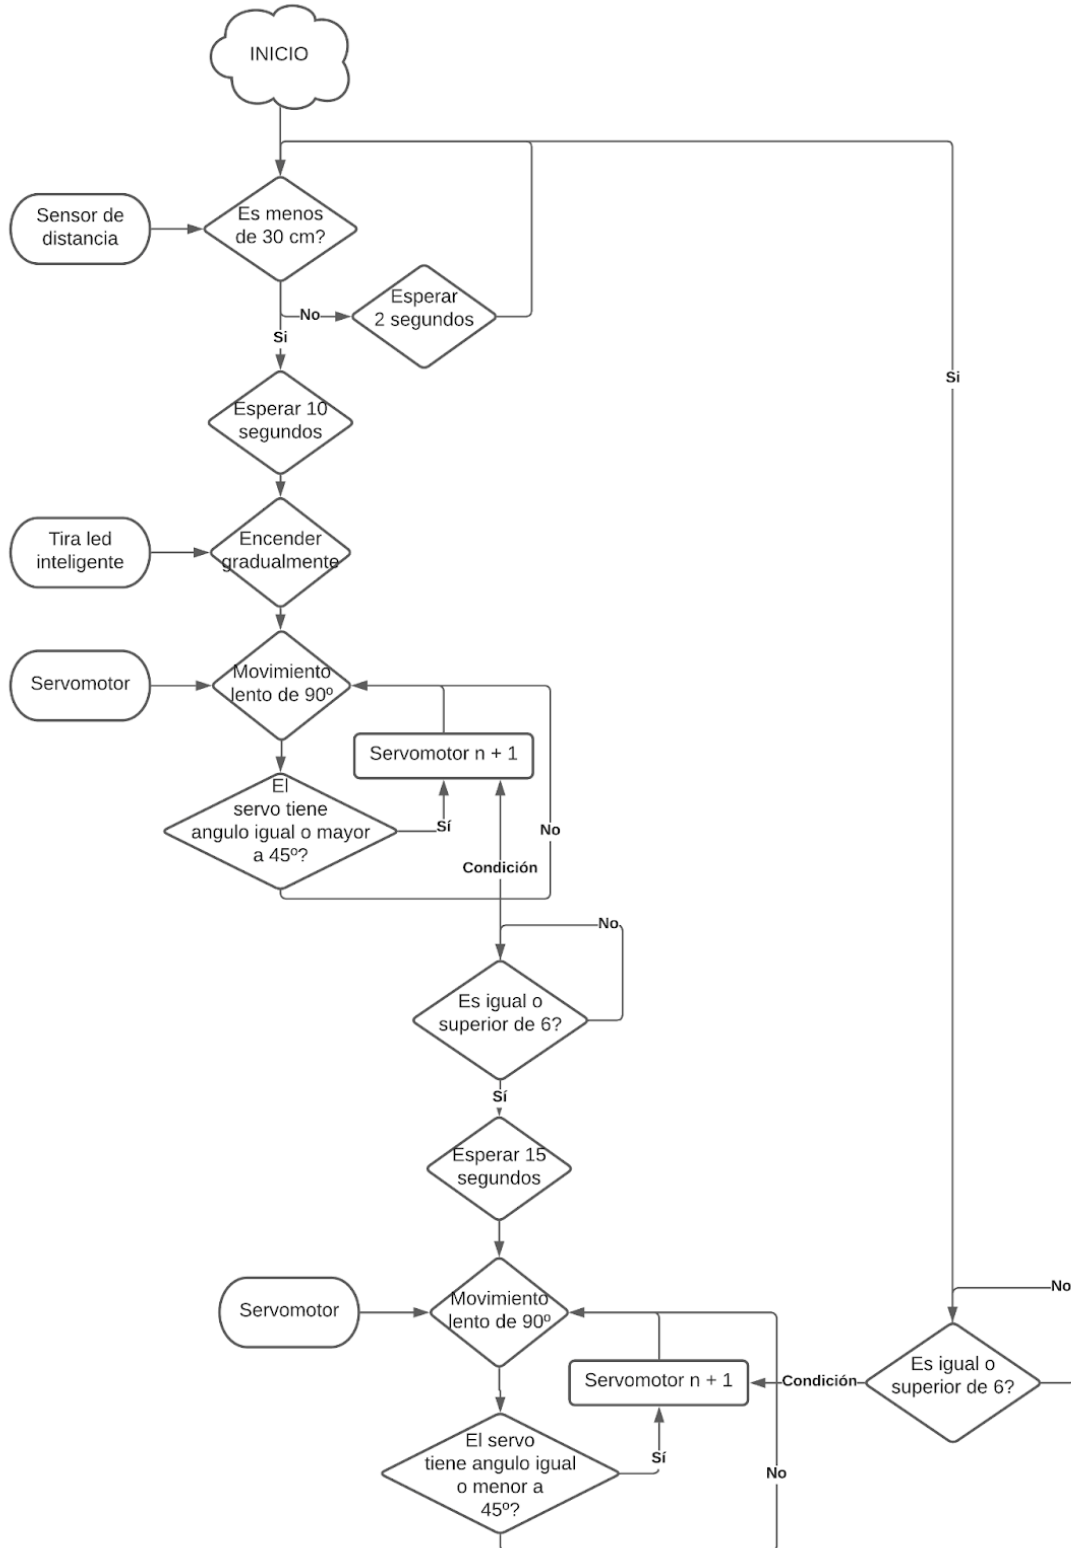 INICIO
Sensor de
distancia
Es menos
de 30 cm?
Esperar
2 segundos
No
Si
Si
Esperar 10
segundos
Tira led
inteligente
Encender
gradualmente
Servomotor
Movimiento
lento de 90º
Servomotor n + 1
El
servo tiene
angulo igual o mayor
a 45º?
Sí
No
Condición
No
Es igual o
superior de 6?
Sí
Esperar 15
segundos
Servomotor
Movimiento
lento de 90º
No
Servomotor n + 1
Condición
Es igual o
superior de 6?
El servo
tiene angulo igual
o menor a
45º?
Sí
No